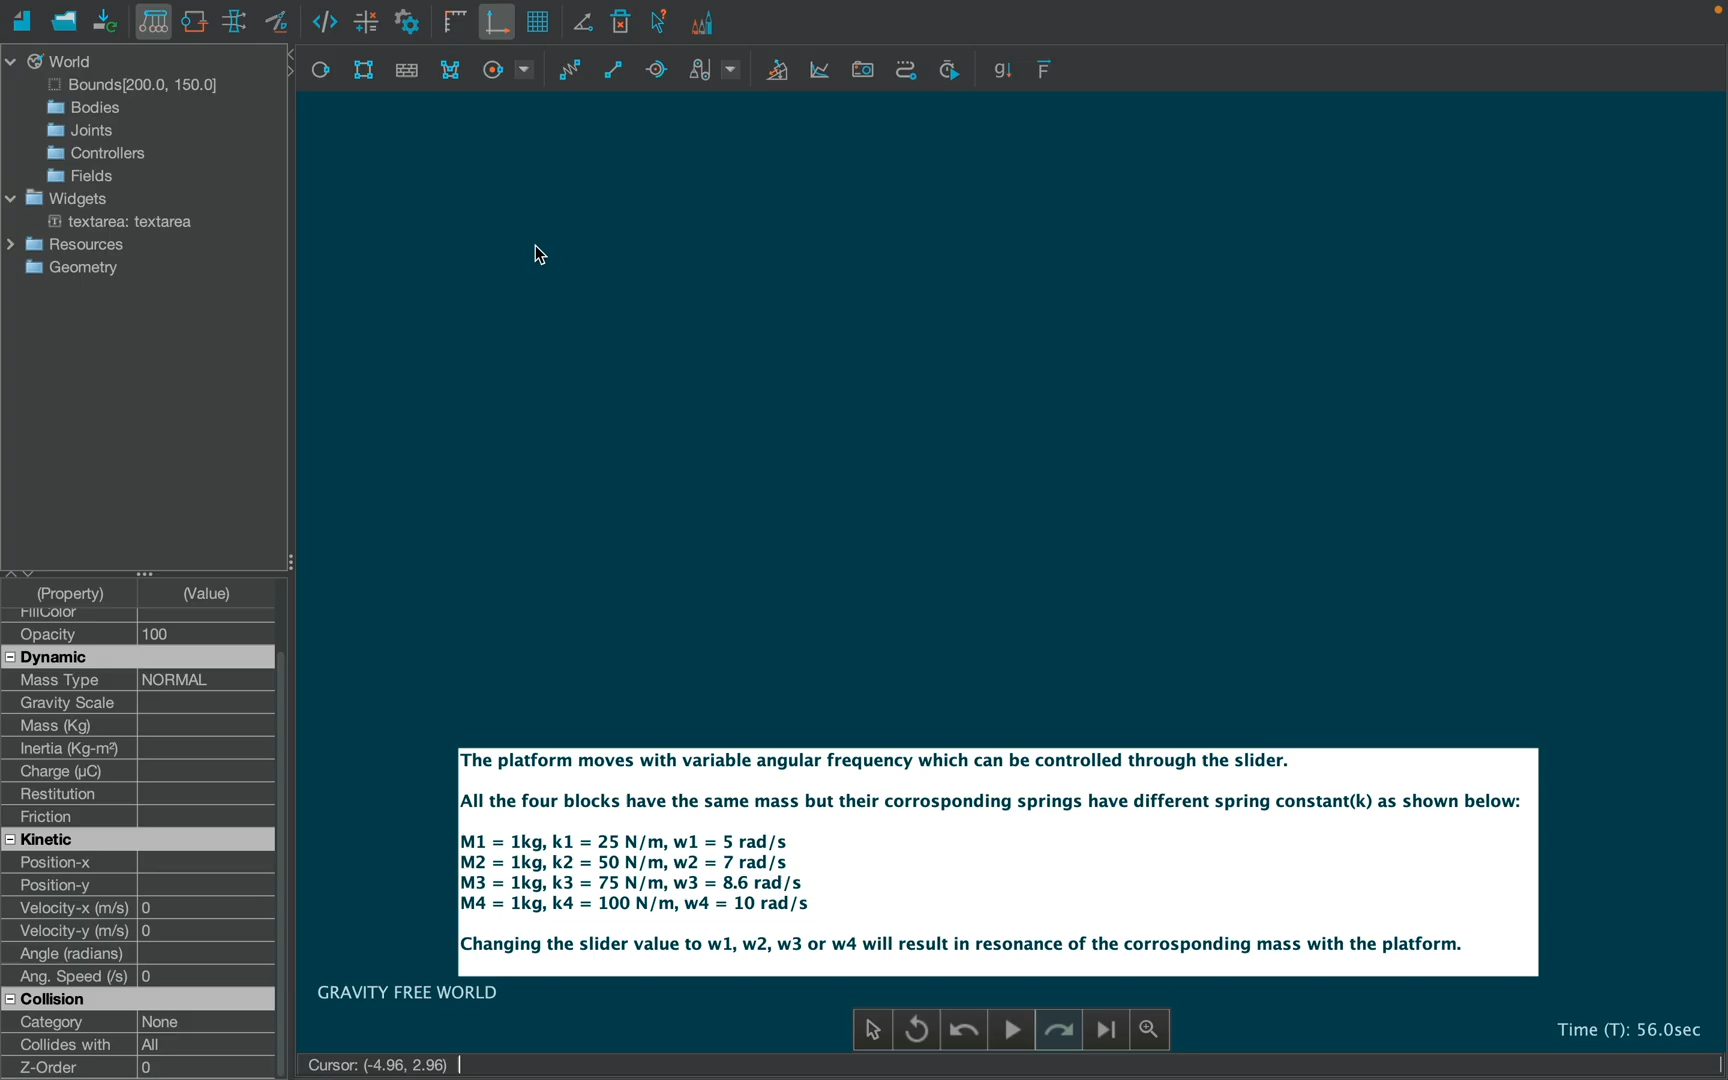 World
Bounds[200.0, 150.0]
Bodies
Joints
Controllers
Fields
Widgets
textarea: textarea
Resources
Geometry
(Property) (Value)
FillColor
Opacity 100
Dynamic
Mass Type NORMAL
Gravity Scale
Mass (Kg)
Inertia (Kg-m²)
Charge (µC)
Restitution
Friction
Kinetic
Position-x
Position-y
Velocity-x (m/s) 0
Velocity-y (m/s) 0
Angle (radians)
Ang. Speed (/s) 0
Collision
Category None
Collides with All
Z-Order 0
g
F
The platform moves with variable angular frequency which can be controlled through the slider.
All the four blocks have the same mass but their corrosponding springs have different spring constant(k) as shown below:
M1 = 1kg, k1 = 25 N/m, w1 = 5 rad/s
M2 = 1kg, k2 = 50 N/m, w2 = 7 rad/s
M3 = 1kg, k3 = 75 N/m, w3 = 8.6 rad/s
M4 = 1kg, k4 = 100 N/m, w4 = 10 rad/s
Changing the slider value to w1, w2, w3 or w4 will result in resonance of the corrosponding mass with the platform.
GRAVITY FREE WORLD
Time (T): 56.0sec
Cursor: (-4.96, 2.96)